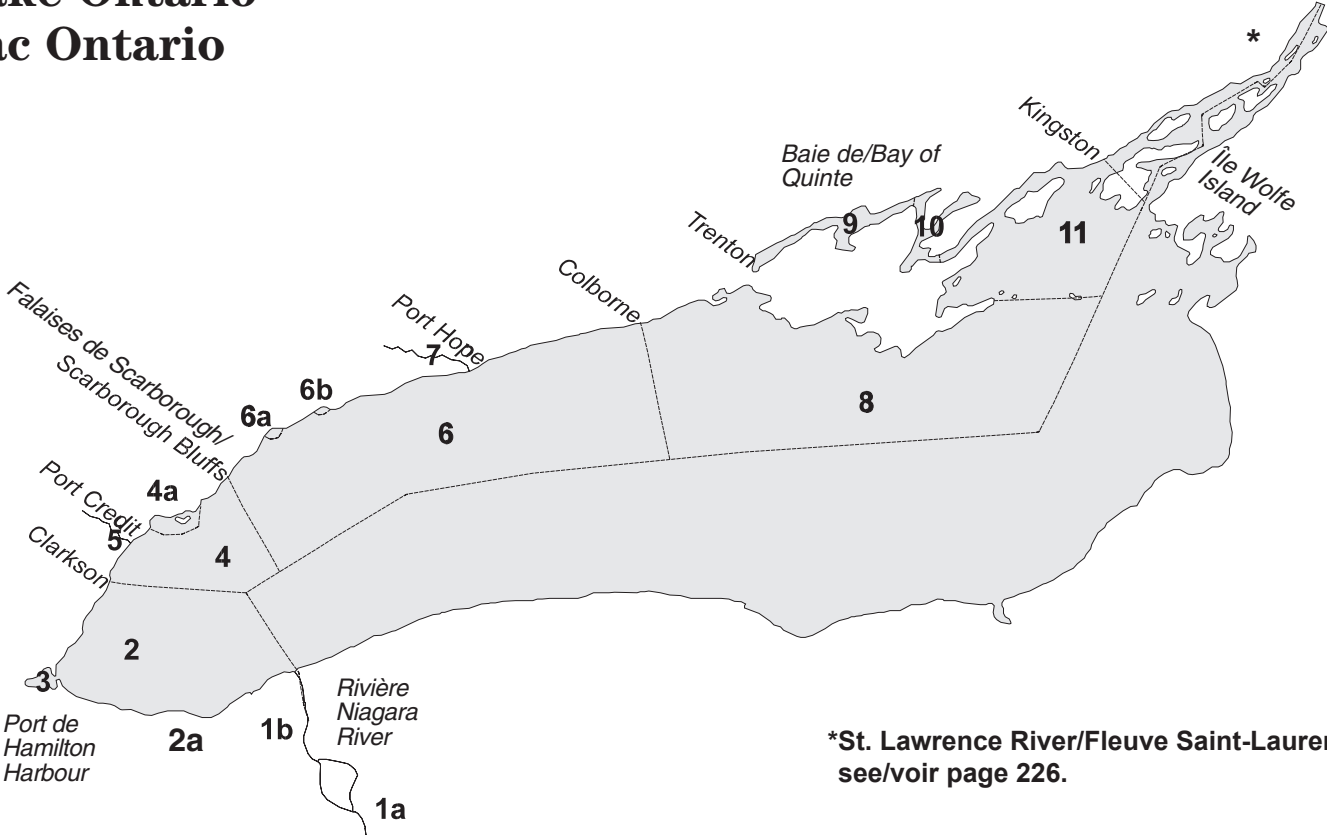 ake Ontario
ac Ontario
*
Kingston
Baie de/Bay of
Quinte
Île Wolfe
Island
9
10
11
Trenton
Colborne
Falaises de Scarborough/
Scarborough Bluffs
Port Hope
7
6b
6a
6
8
Port Credit
4a
5
4
Clarkson
2
3
Port de
Hamilton
Harbour
2a
1b
Rivière
Niagara
River
1a
*St. Lawrence River/Fleuve Saint-Lauren
see/voir page 226.